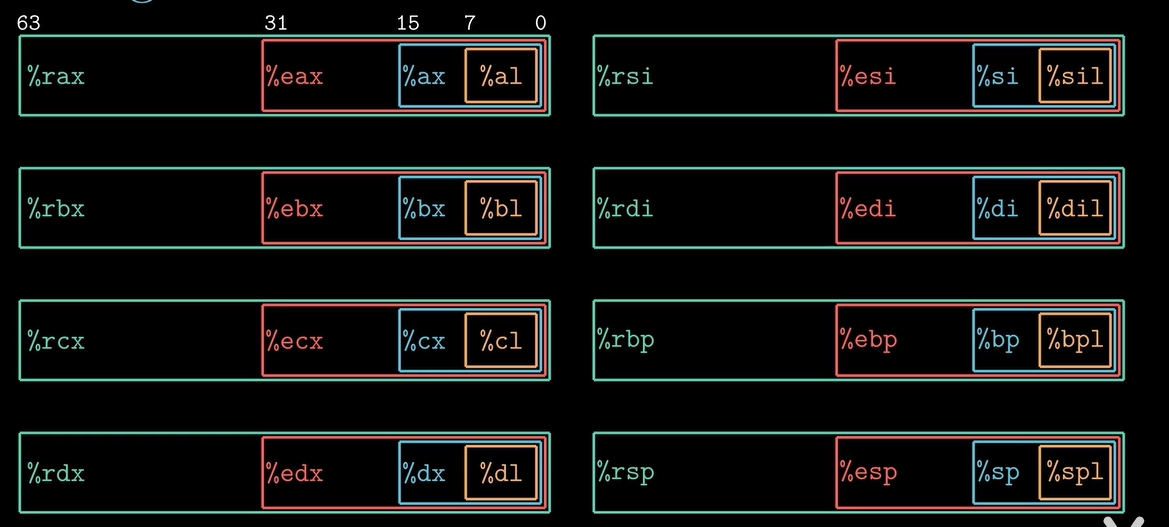 63 31 15 7 0
%rax %eax %ax %al %rsi %esi %si %sil
%rbx %ebx %bx %bl %rdi %edi %di %dil
%rcx %ecx %cx %cl %rbp %ebp %bp %bpl
%rdx %edx %dx %dl %rsp %esp %sp %spl